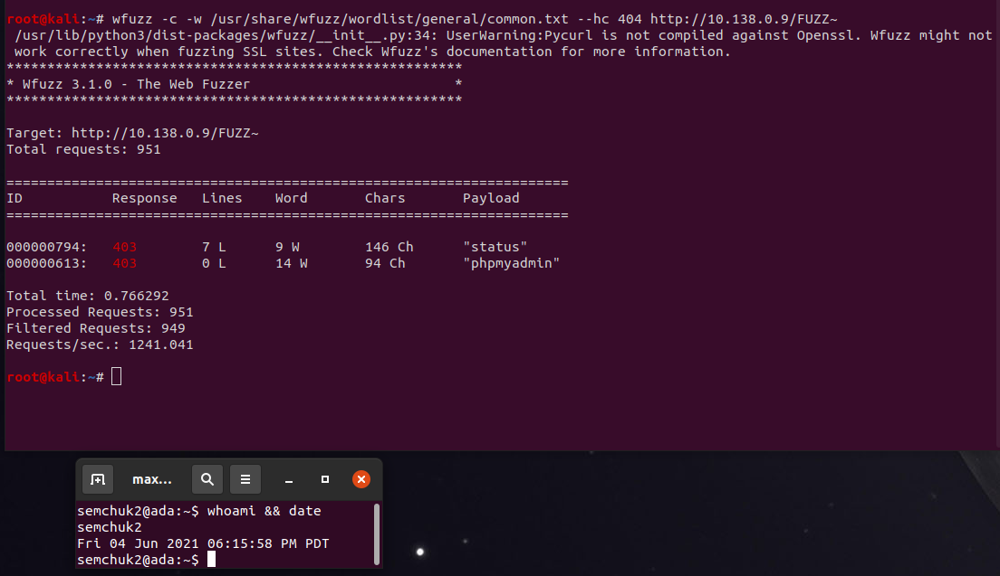 root@kali:~# wfuzz -c -w /usr/share/wfuzz/wordlist/general/common.txt --hc 404 http://10.138.0.9/FUZZ~
/usr/lib/python3/dist-packages/wfuzz/__init__.py:34: UserWarning:Pycurl is not compiled against Openssl. Wfuzz might not
work correctly when fuzzing SSL sites. Check Wfuzz's documentation for more information.
********************************************************
* Wfuzz 3.1.0 - The Web Fuzzer                         *
********************************************************
Target: http://10.138.0.9/FUZZ~
Total requests: 951
=====================================================================
ID           Response   Lines    Word       Chars       Payload
=====================================================================
000000794:   403        7 L      9 W        146 Ch      "status"
000000613:   403        0 L      14 W       94 Ch       "phpmyadmin"
Total time: 0.766292
Processed Requests: 951
Filtered Requests: 949
Requests/sec.: 1241.041
root@kali:~#
max...
semchuk2@ada:~$ whoami && date
semchuk2
Fri 04 Jun 2021 06:15:58 PM PDT
semchuk2@ada:~$